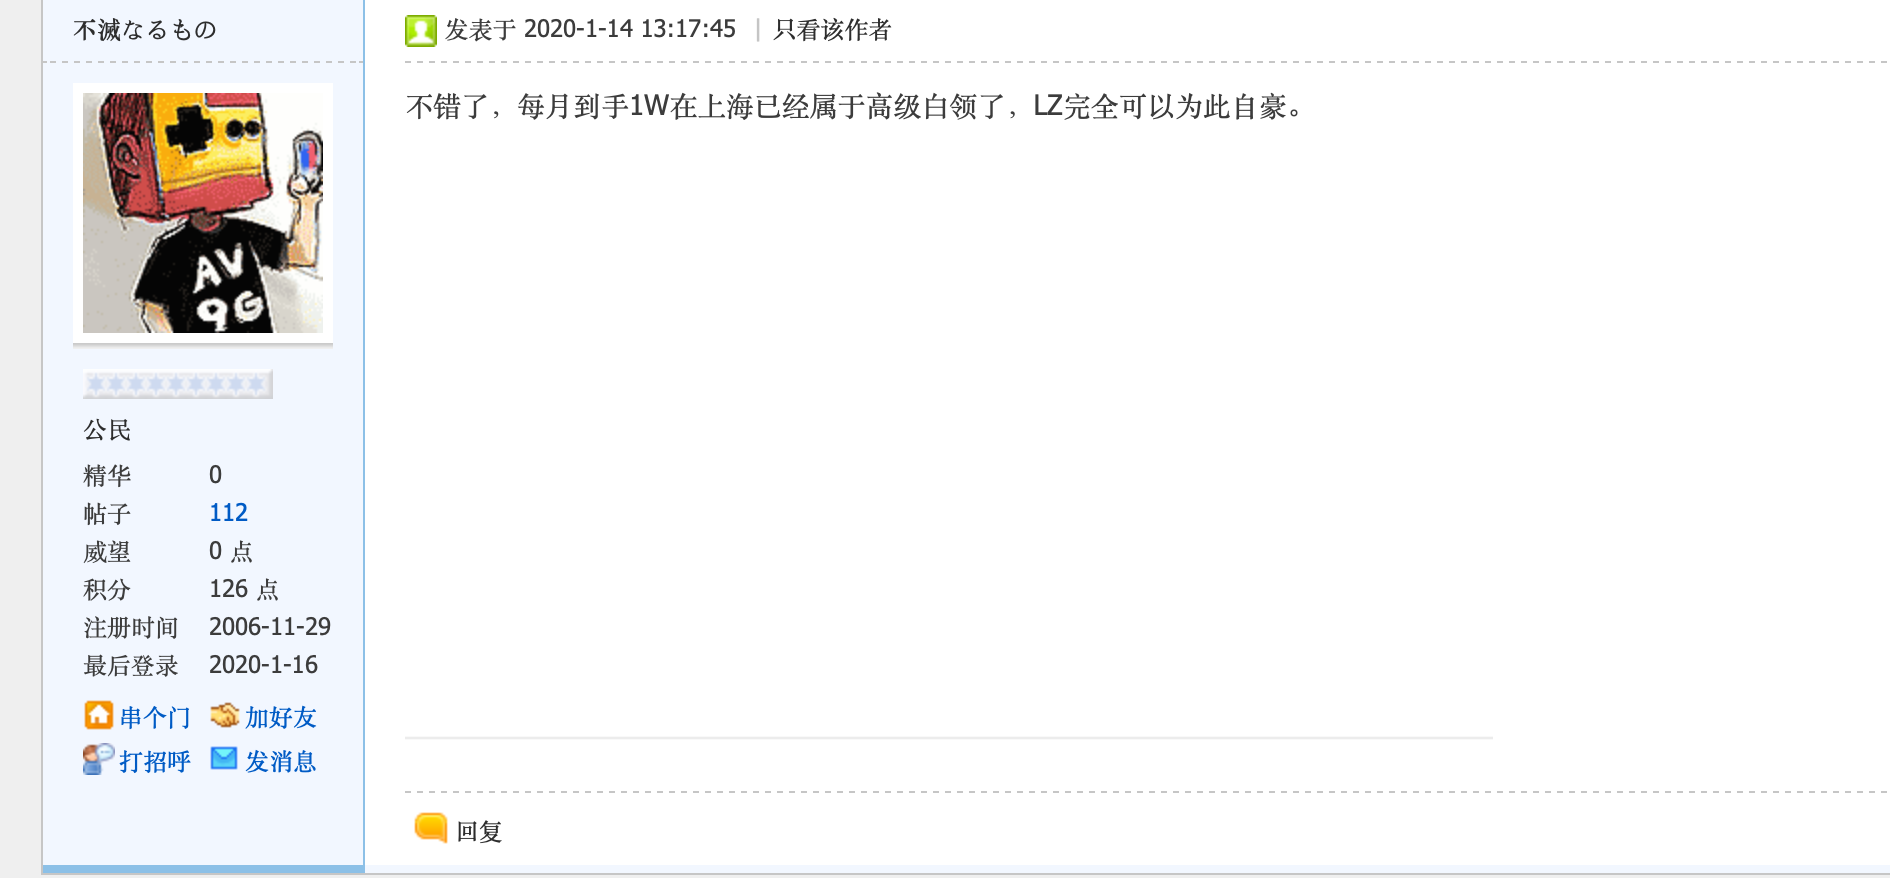 不滅なるもの
发表于 2020-1-14 13:17:45 | 只看该作者
不错了，每月到手1W在上海已经属于高级白领了，LZ完全可以为此自豪。
AV
9G
公民
精华 0
帖子 112
威望 0 点
积分 126 点
注册时间 2006-11-29
最后登录 2020-1-16
串个门 加好友
打招呼 发消息
回复